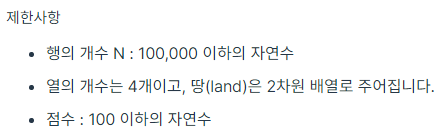 제한사항
행의 개수 N : 100,000 이하의 자연수
열의 개수는 4개이고, 땅(land)은 2차원 배열로 주어집니다.
점수 : 100 이하의 자연수